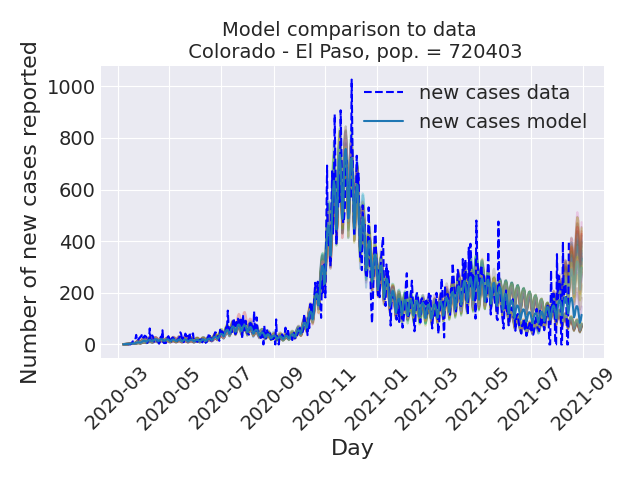 Model comparison to data
Colorado - El Paso, pop. = 720403
Number of new cases reported
1000
800
600
400
200
0
new cases data
new cases model
2020-03
2020-05
2020-07
2020-09
2020-11
2021-01
2021-03
2021-05
2021-07
2021-09
Day